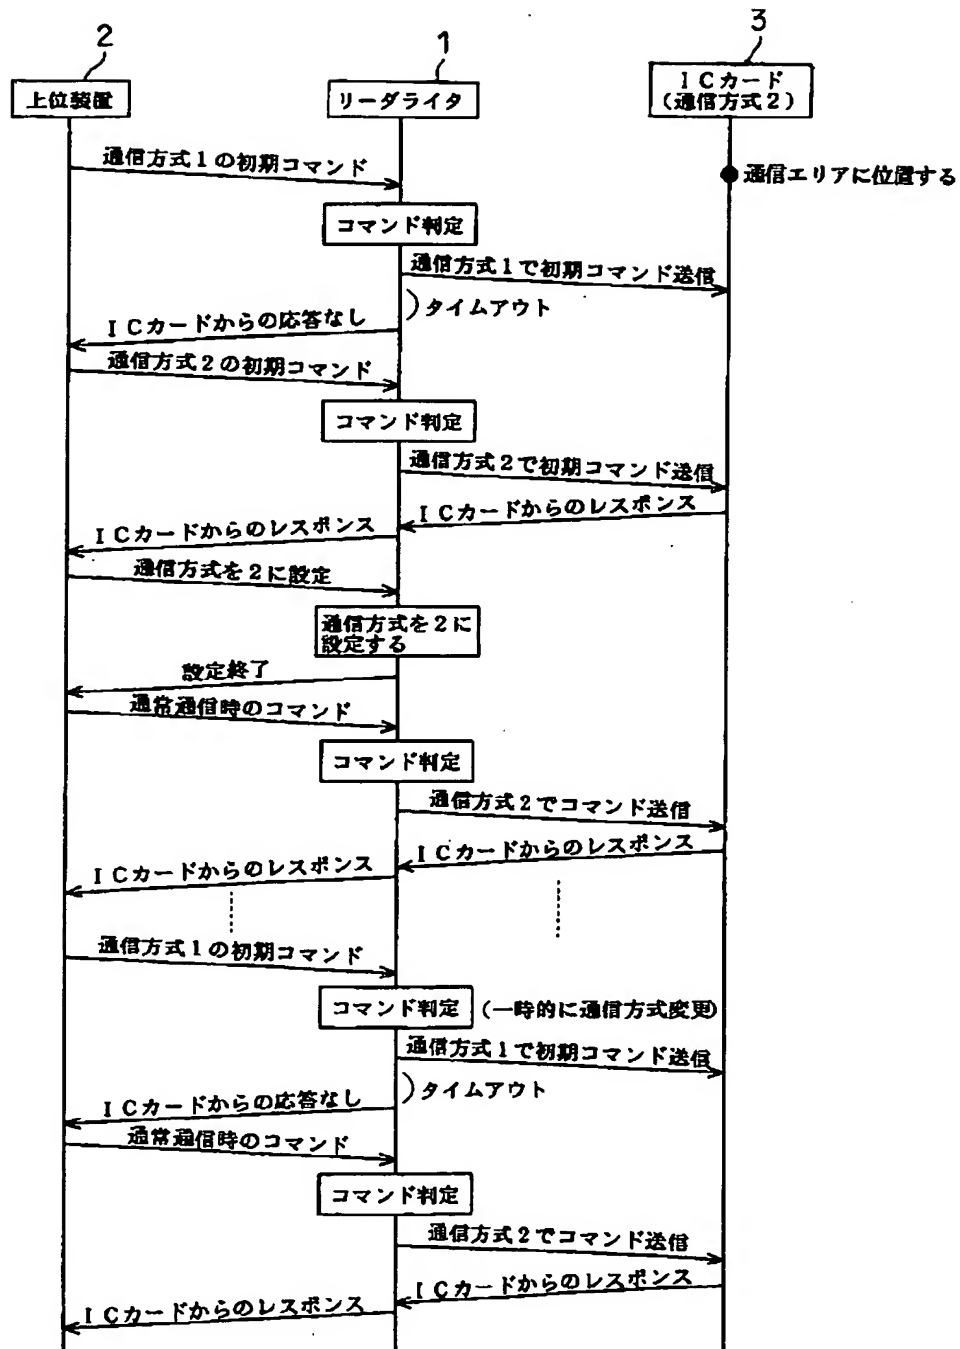 2
1
3
上位装置
リーダライタ
ICカード
(通信方式2)
通信方式1の初期コマンド
通信エリアに位置する
コマンド判定
通信方式1で初期コマンド送信
タイムアウト
ICカードからの応答なし
通信方式2の初期コマンド
コマンド判定
通信方式2で初期コマンド送信
ICカードからのレスポンス
ICカードからのレスポンス
通信方式を2に設定
通信方式を2に
設定する
設定終了
通常通信時のコマンド
コマンド判定
通信方式2でコマンド送信
ICカードからのレスポンス
ICカードからのレスポンス
通信方式1の初期コマンド
コマンド判定 (一時的に通信方式変更)
通信方式1で初期コマンド送信
タイムアウト
ICカードからの応答なし
通常通信時のコマンド
コマンド判定
通信方式2でコマンド送信
ICカードからのレスポンス
ICカードからのレスポンス